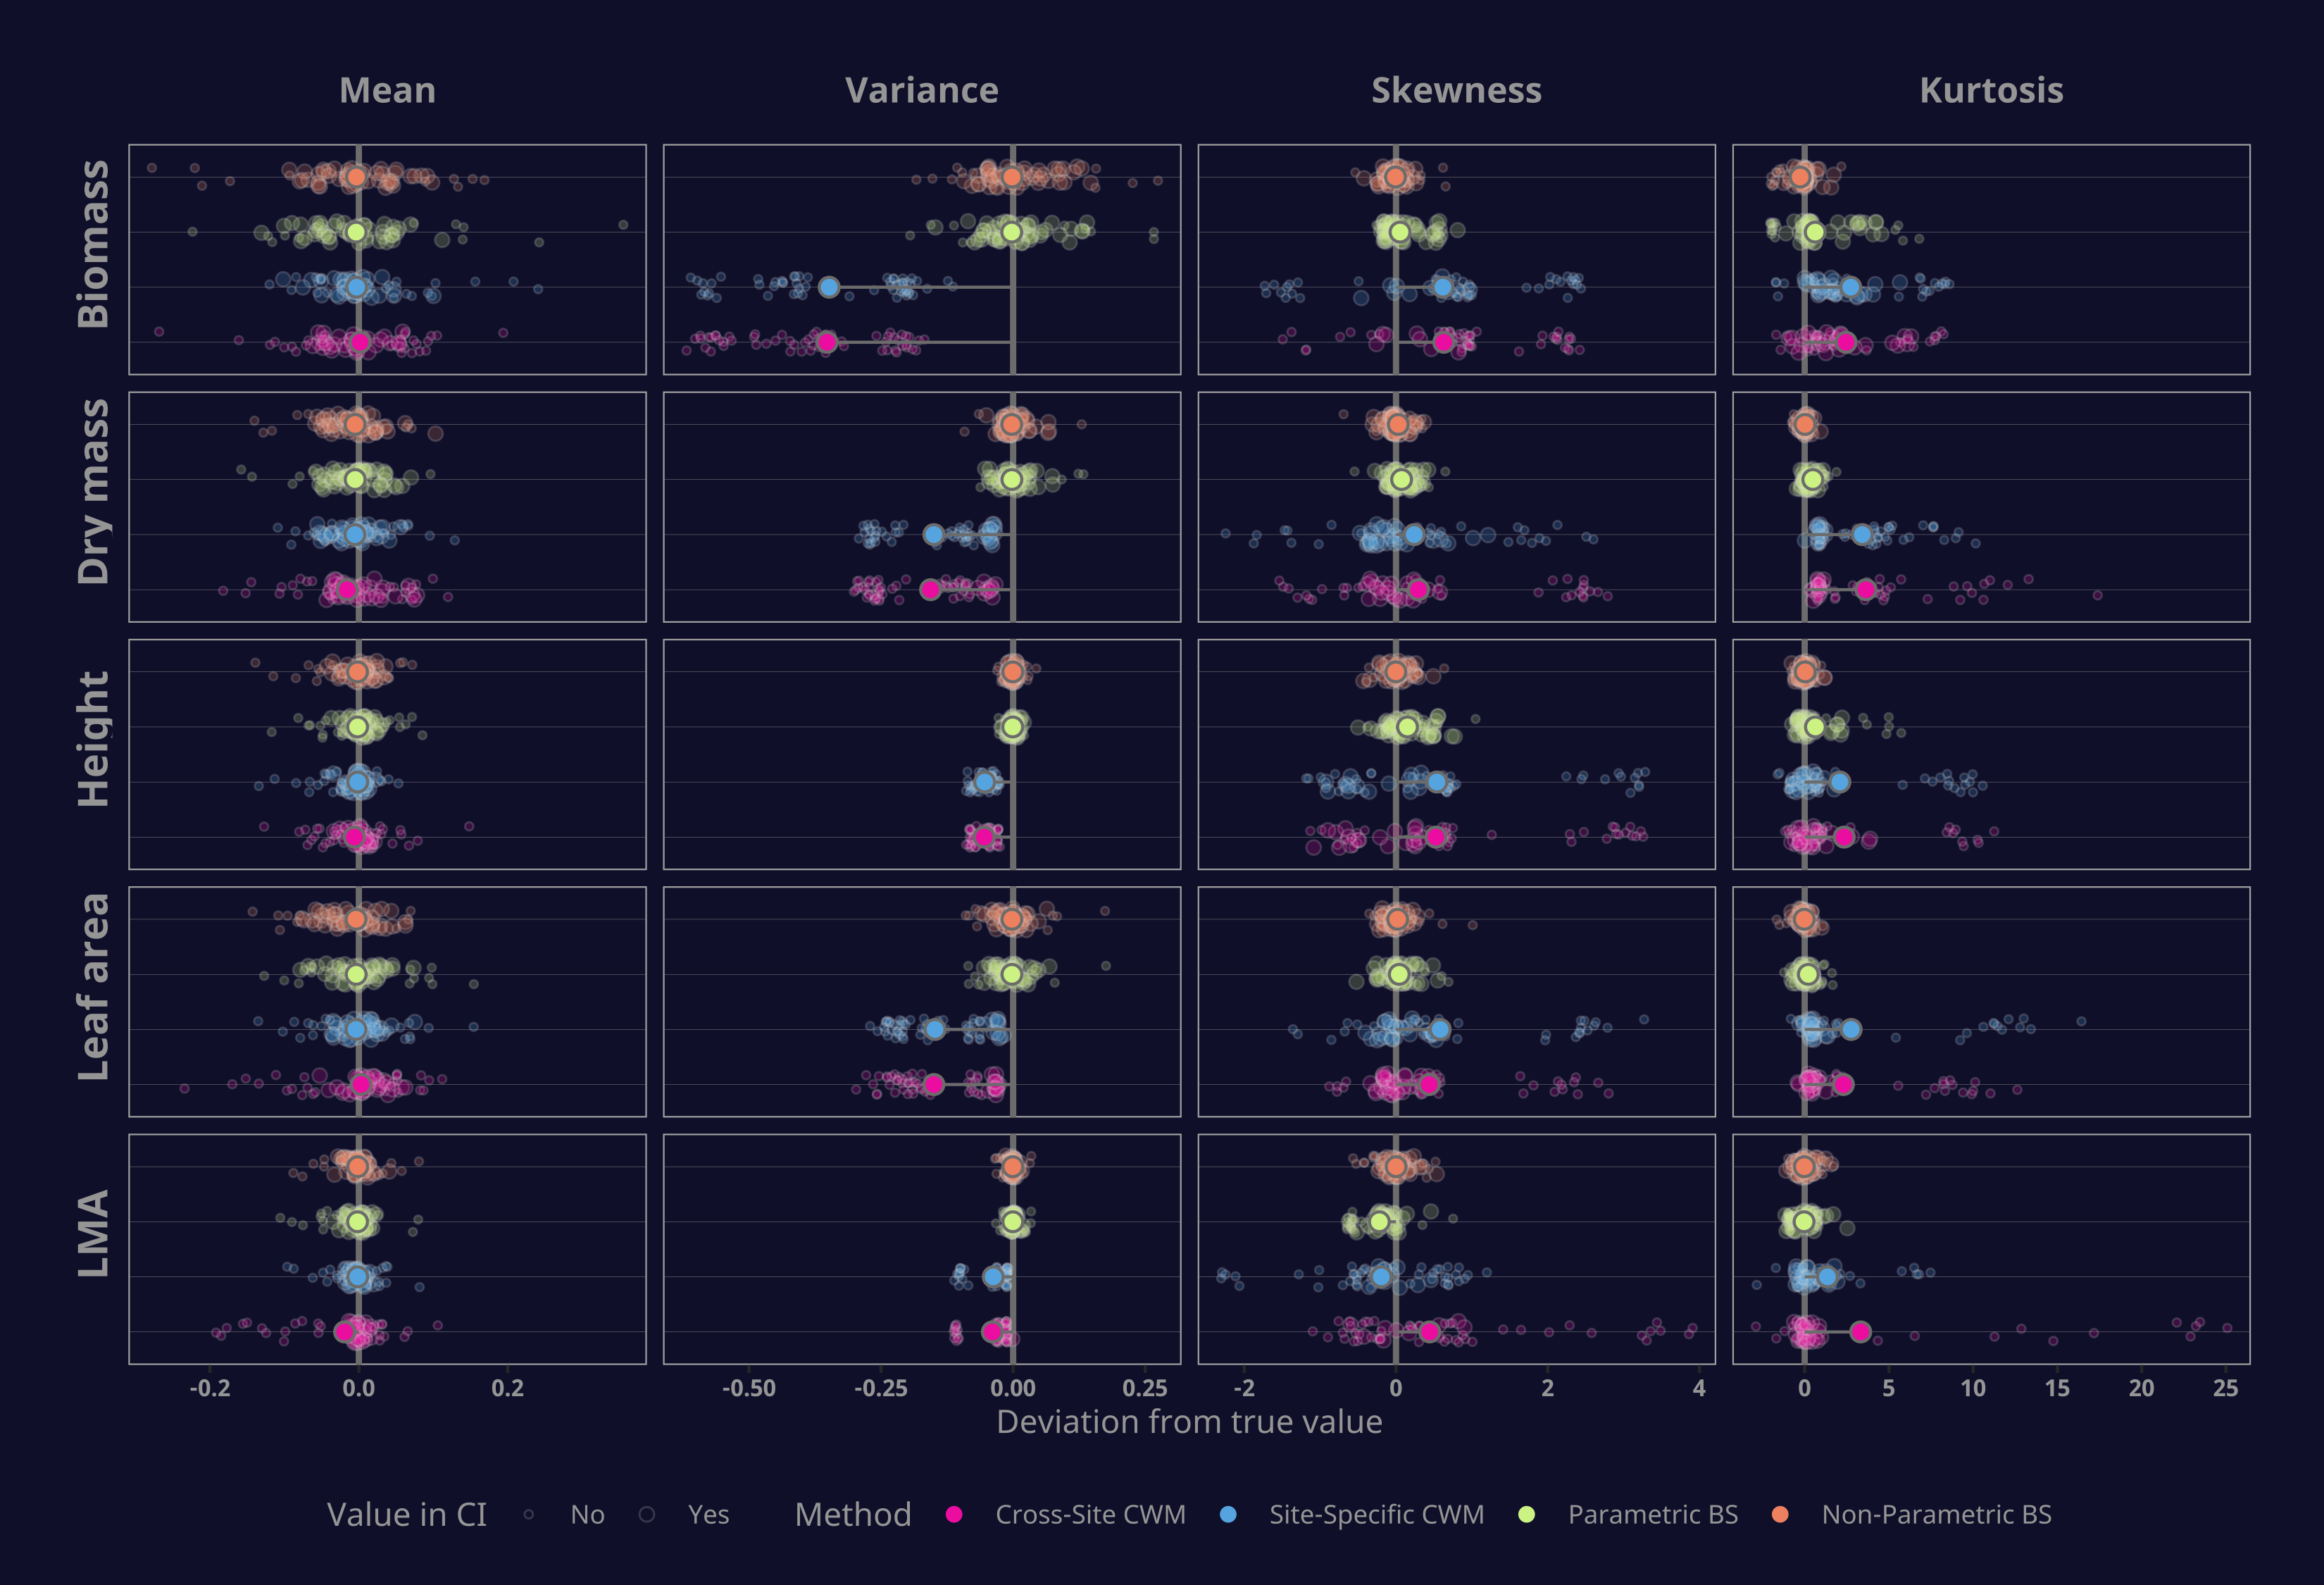 Mean Variance Skewness Kurtosis
Biomass
Dry mass
Height
Leaf area
LMA
-0.2 0.0 0.2 -0.50 -0.25 0.00 0.25 -2 0 2 4 0 5 10 15 20 25
Deviation from true value
Value in CI No Yes Method Cross-Site CWM Site-Specific CWM Parametric BS Non-Parametric BS